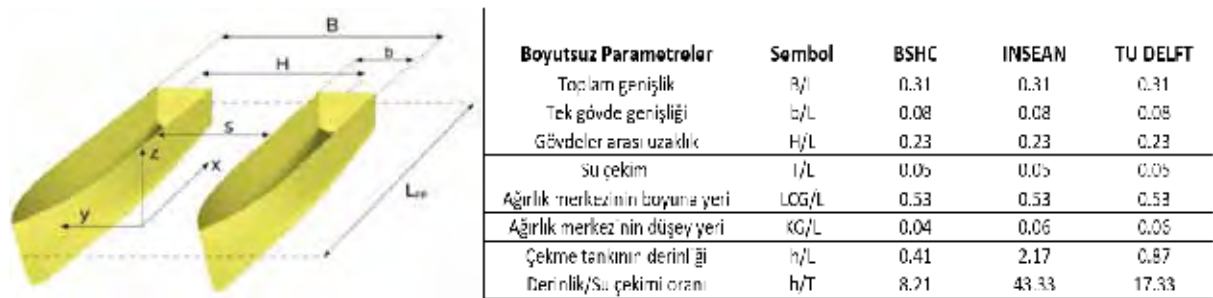 B
b
H
s
z
x
y
Lpp
Boyutsuz Parametreler Sembol BSHC INSEAN TU DELFT
Toplam genişlik B/L 0.31 0.31 0.31
Tek gövde genişliği b/L 0.08 0.08 0.08
Gövdeler arası uzaklık H/L 0.23 0.23 0.23
Su çekim T/L 0.05 0.05 0.05
Ağırlık merkezinin boyuna yeri LCG/L 0.53 0.53 0.53
Ağırlık merkezinin düşey yeri KG/L 0.04 0.06 0.06
Çekme tankının derinliği h/L 0.41 2.17 0.87
Derinlik/Su çekimi oranı h/T 8.21 43.33 17.33